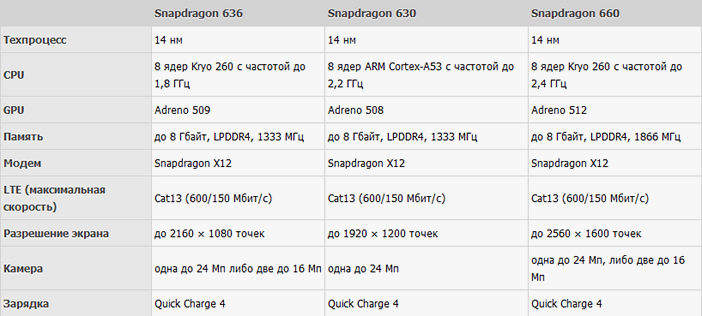 Snapdragon 636 Snapdragon 630 Snapdragon 660
Техпроцесс 14 нм 14 нм 14 нм
CPU 8 ядер Kryo 260 с частотой до 8 ядер ARM Cortex-A53 с частотой до 8 ядер Kryo 260 с частотой до
1,8 ГГц 2,2 ГГц 2,4 ГГц
GPU Adreno 509 Adreno 508 Adreno 512
Память до 8 Гбайт, LPDDR4, 1333 МГц до 8 Гбайт, LPDDR4, 1333 МГц до 8 Гбайт, LPDDR4, 1866 МГц
Модем Snapdragon X12 Snapdragon X12 Snapdragon X12
LTE (максимальная
скорость) Cat13 (600/150 Мбит/с) Cat13 (600/150 Мбит/с) Cat13 (600/150 Мбит/с)
Разрешение экрана до 2160 × 1080 точек до 1920 × 1200 точек до 2560 × 1600 точек
Камера одна до 24 Мп либо две до 16 Мп одна до 24 Мп одна до 24 Мп, либо две до 16
Мп
Зарядка Quick Charge 4 Quick Charge 4 Quick Charge 4